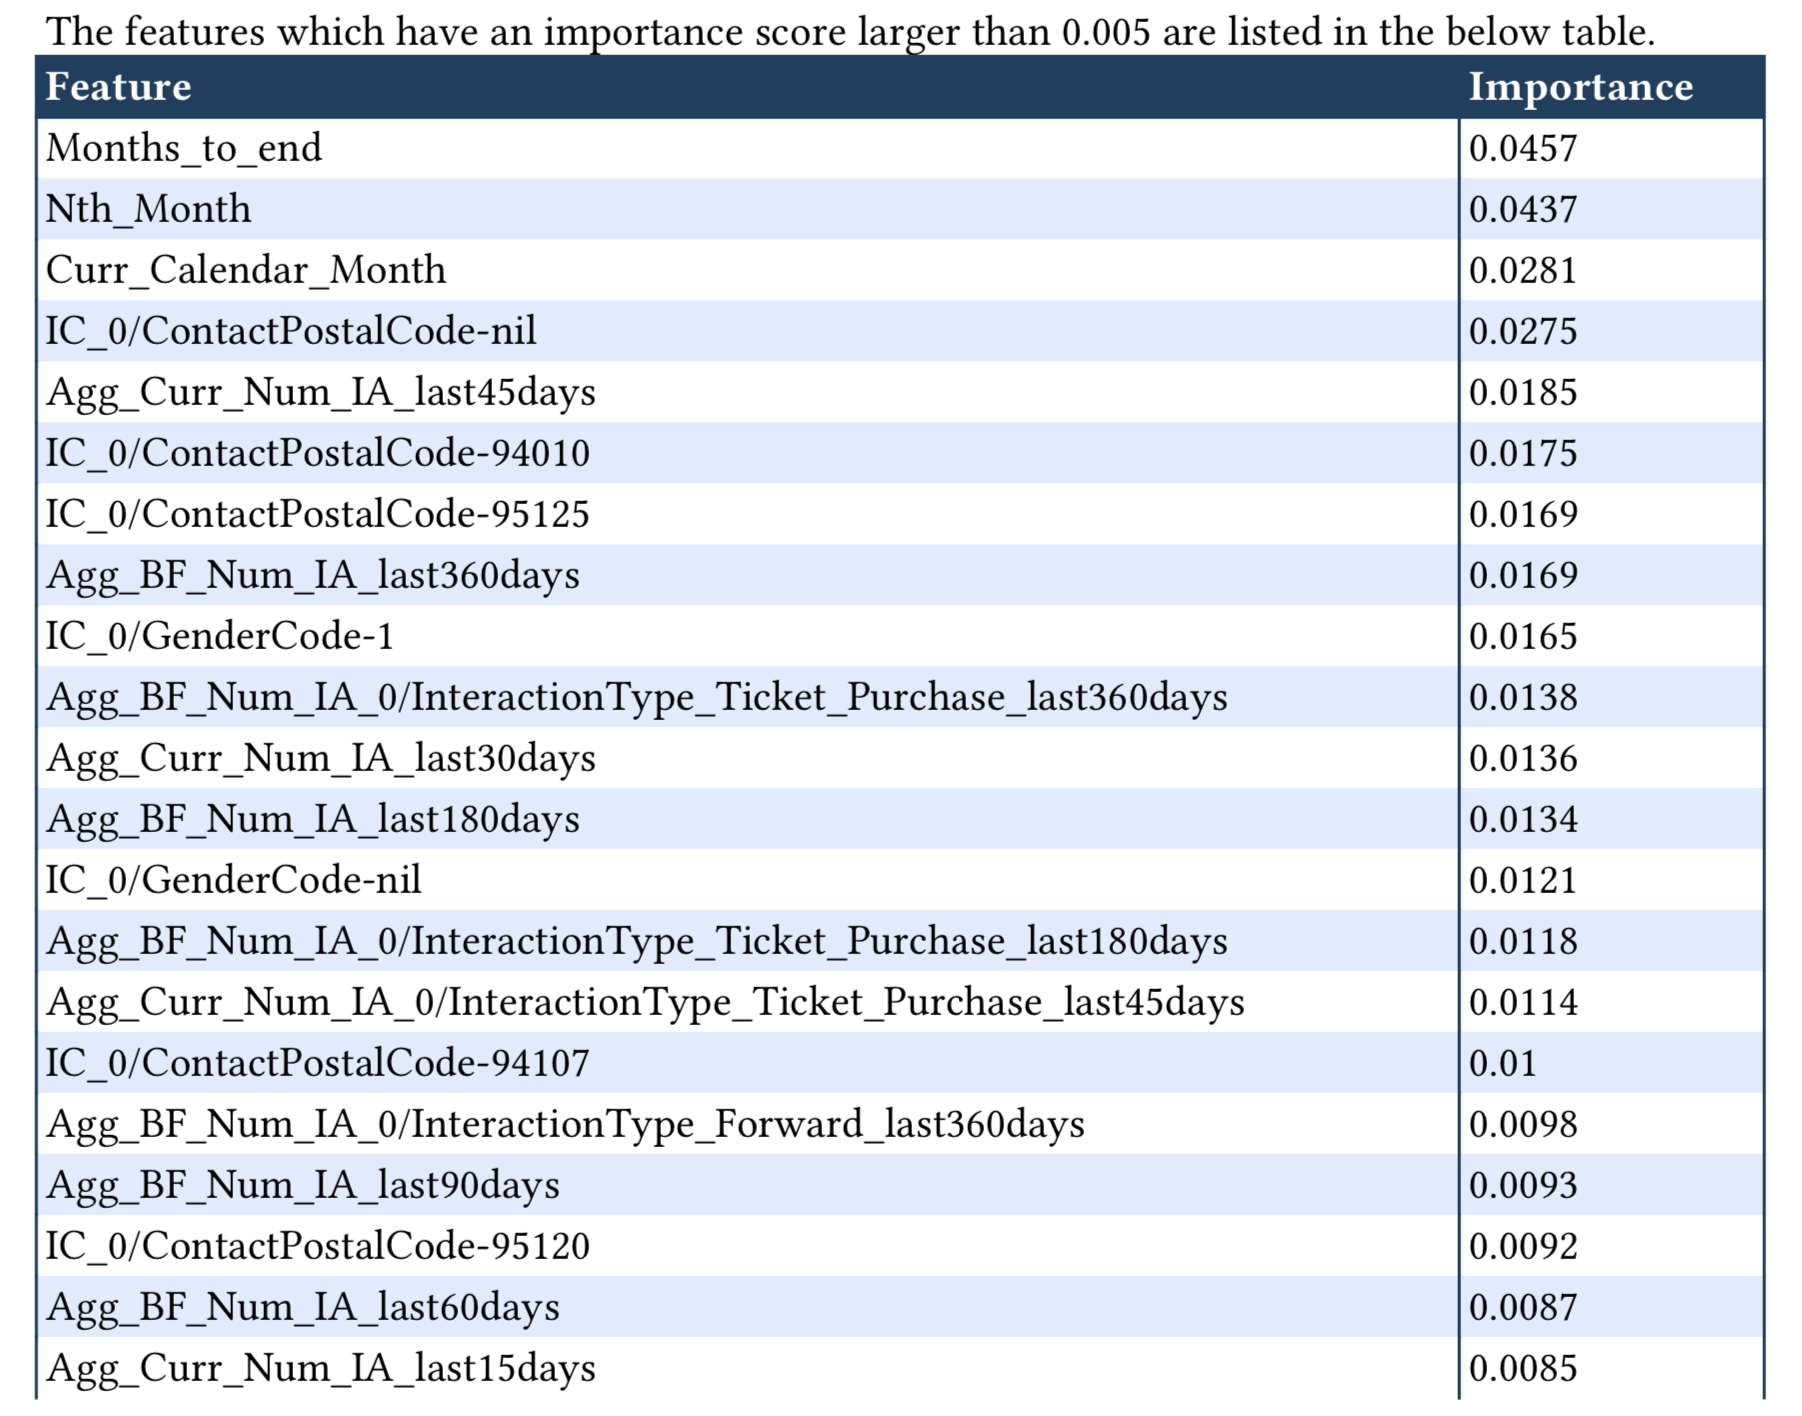 The features which have an importance score larger than 0.005 are listed in the below table.
Feature Importance
Months_to_end 0.0457
Nth_Month 0.0437
Curr_Calendar_Month 0.0281
IC_0/ContactPostalCode-nil 0.0275
Agg_Curr_Num_IA_last45days 0.0185
IC_0/ContactPostalCode-94010 0.0175
IC_0/ContactPostalCode-95125 0.0169
Agg_BF_Num_IA_last360days 0.0169
IC_0/GenderCode-1 0.0165
Agg_BF_Num_IA_0/InteractionType_Ticket_Purchase_last360days 0.0138
Agg_Curr_Num_IA_last30days 0.0136
Agg_BF_Num_IA_last180days 0.0134
IC_0/GenderCode-nil 0.0121
Agg_BF_Num_IA_0/InteractionType_Ticket_Purchase_last180days 0.0118
Agg_Curr_Num_IA_0/InteractionType_Ticket_Purchase_last45days 0.0114
IC_0/ContactPostalCode-94107 0.01
Agg_BF_Num_IA_0/InteractionType_Forward_last360days 0.0098
Agg_BF_Num_IA_last90days 0.0093
IC_0/ContactPostalCode-95120 0.0092
Agg_BF_Num_IA_last60days 0.0087
Agg_Curr_Num_IA_last15days 0.0085